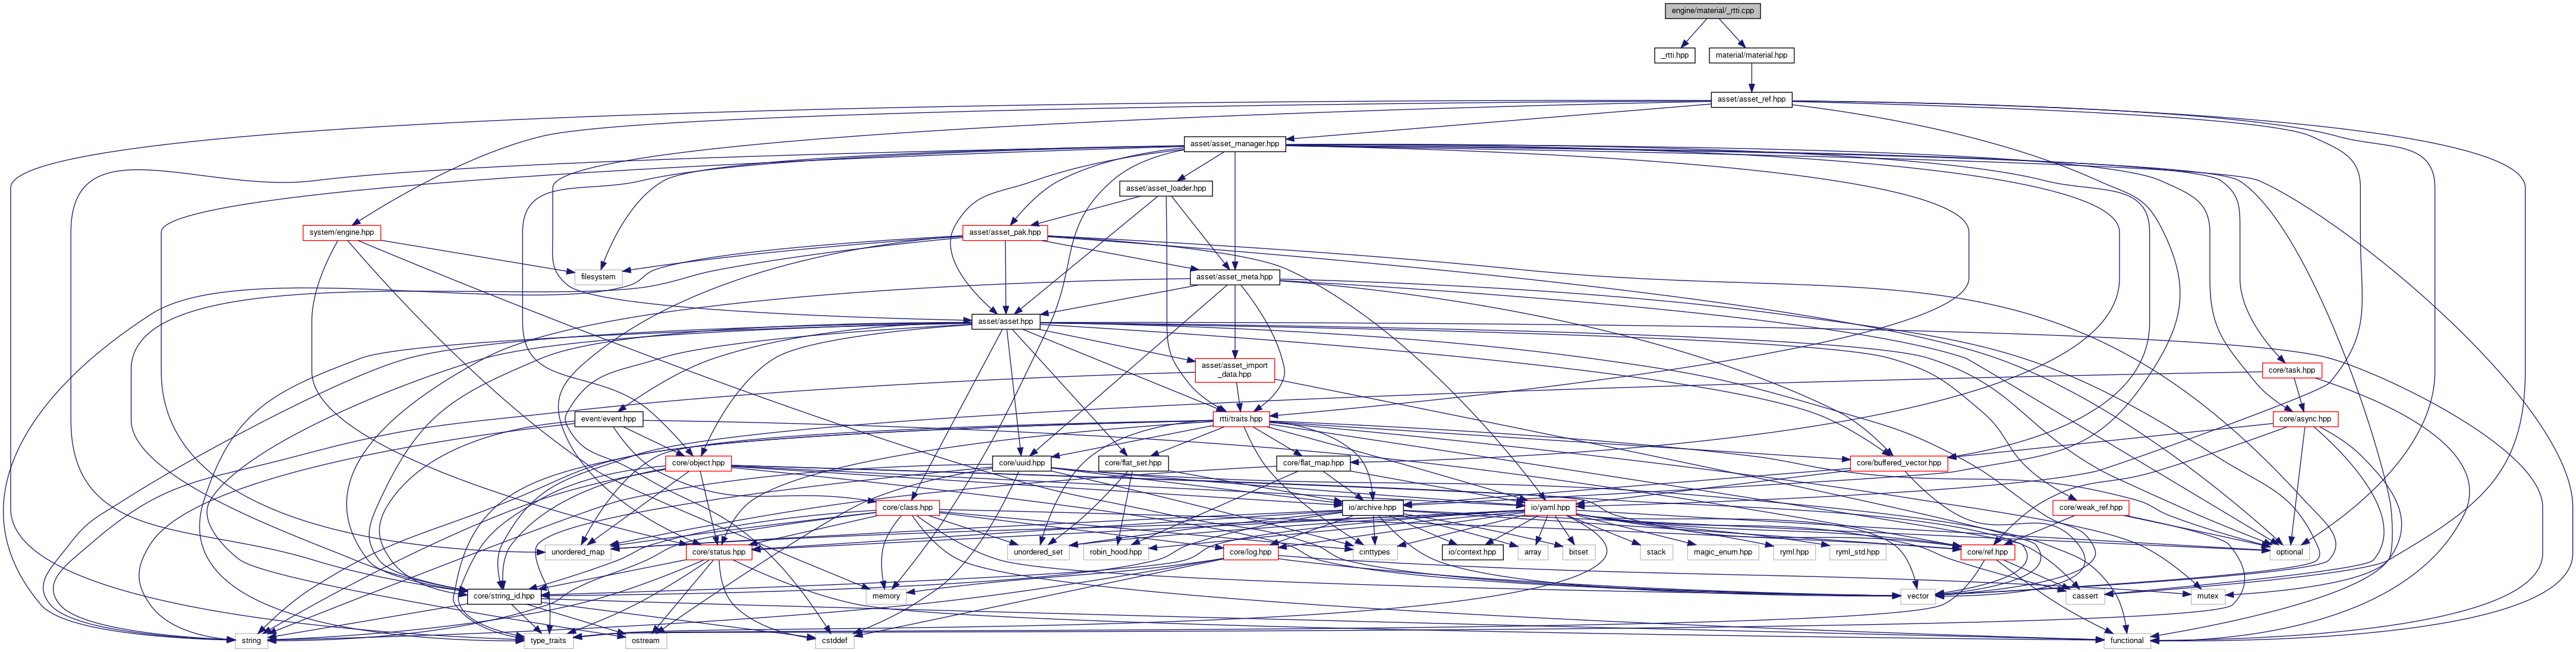 engine/material/_rtti.cpp
_rtti.hpp
material/material.hpp
asset/asset_ref.hpp
asset/asset_manager.hpp
asset/asset_loader.hpp
system/engine.hpp
asset/asset_pak.hpp
filesystem
asset/asset_meta.hpp
asset/asset.hpp
asset/asset_import
_data.hpp
core/task.hpp
event/event.hpp
rtti/traits.hpp
core/async.hpp
core/object.hpp
core/uuid.hpp
core/flat_set.hpp
core/flat_map.hpp
core/buffered_vector.hpp
core/class.hpp
io/archive.hpp
io/yaml.hpp
core/weak_ref.hpp
unordered_map
core/status.hpp
unordered_set
robin_hood.hpp
core/log.hpp
cinttypes
io/context.hpp
array
bitset
stack
magic_enum.hpp
ryml.hpp
ryml_std.hpp
core/ref.hpp
optional
core/string_id.hpp
memory
vector
cassert
mutex
string
type_traits
ostream
cstddef
functional